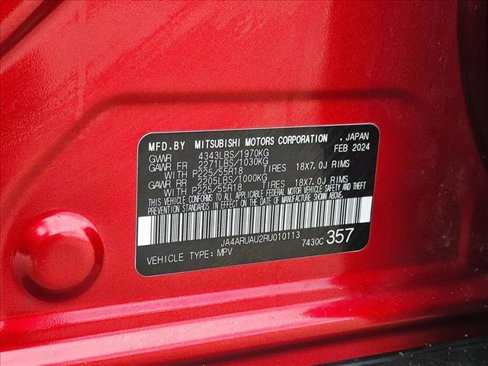 MFD.BY MITSUBISHI MOTORS CORPORATION , JAPAN
FEB 2024
GVWR 4343LBS/1970KG
GAWR FR 2271LBS/1030KG
WITH P225/55R18 TIRES 18X7.0J RIMS
GAWR RR 2205LBS/1000KG
WITH P225/55R18 TIRES 18X7.0J RIMS
THIS VEHICLE CONFORMS TO ALL APPLICABLE FEDERAL MOTOR VEHICLE
SAFETY AND THEFT PREVENTION STANDARDS IN EFFECT ON THE DATE OF
MANUFACTURE SHOWN ABOVE.
JA4ARUAU2RU010113 7430C 357
VEHICLE TYPE: MPV